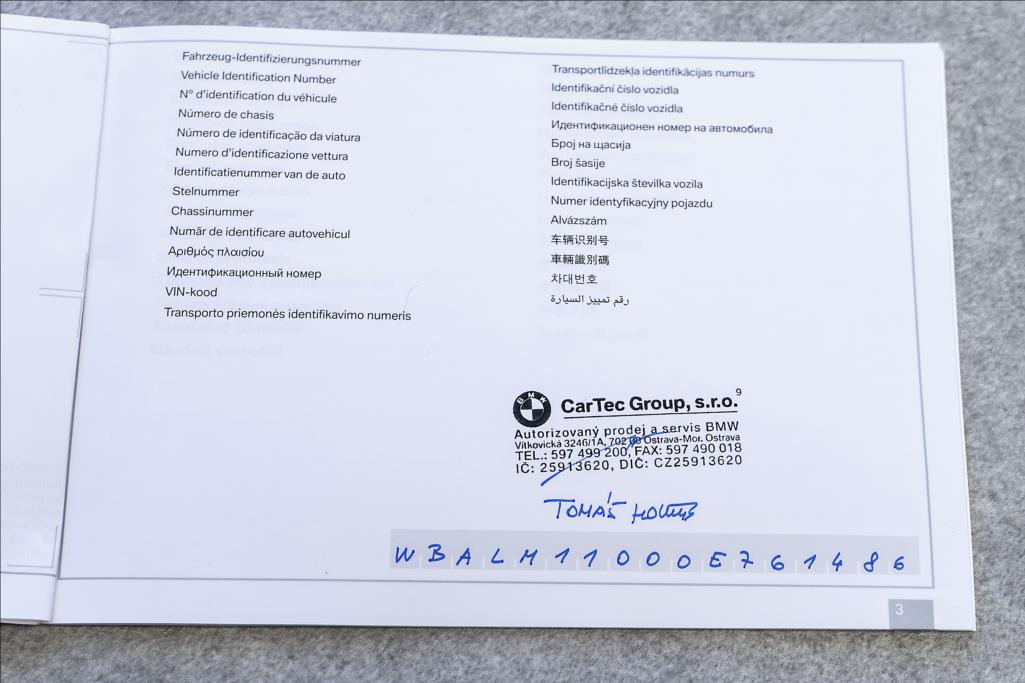 Fahrzeug-Identifizierungsnummer
Vehicle Identification Number
N° d'identification du véhicule
Número de chasis
Número de identificação da viatura
Numero d'identificazione vettura
Identificatienummer van de auto
Stelnummer
Chassinummer
Număr de identificare autovehicul
Αριθμός πλαισίου
Идентификационный номер
VIN-kood
Transporto priemonės identifikavimo numeris
Transportlīdzekļa identifikācijas numurs
Identifikační číslo vozidla
Identifikačné číslo vozidla
Идентификационен номер на автомобила
Број на щасија
Broj šasije
Identifikacijska številka vozila
Numer identyfikacyjny pojazdu
Alvázszám
车辆识别号
車輛識別碼
차대번호
رقم تمييز السيارة
BMW
CarTec Group, s.r.o.9
Autorizovaný prodej a servis BMW
Vítkovická 3246/1A, 702 Ostrava-Mor. Ostrava
TEL.: 597 499 200, FAX: 597 490 018
IČ: 25913620, DIČ: CZ25913620
TOMÁŠ
WBALM11000E761486
3